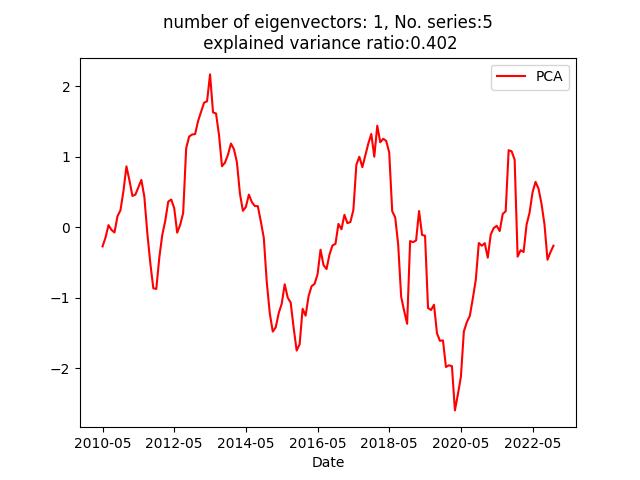 number of eigenvectors: 1, No. series:5
explained variance ratio:0.402
PCA
2
1
0
−1
−2
2010-05 2012-05 2014-05 2016-05 2018-05 2020-05 2022-05
Date